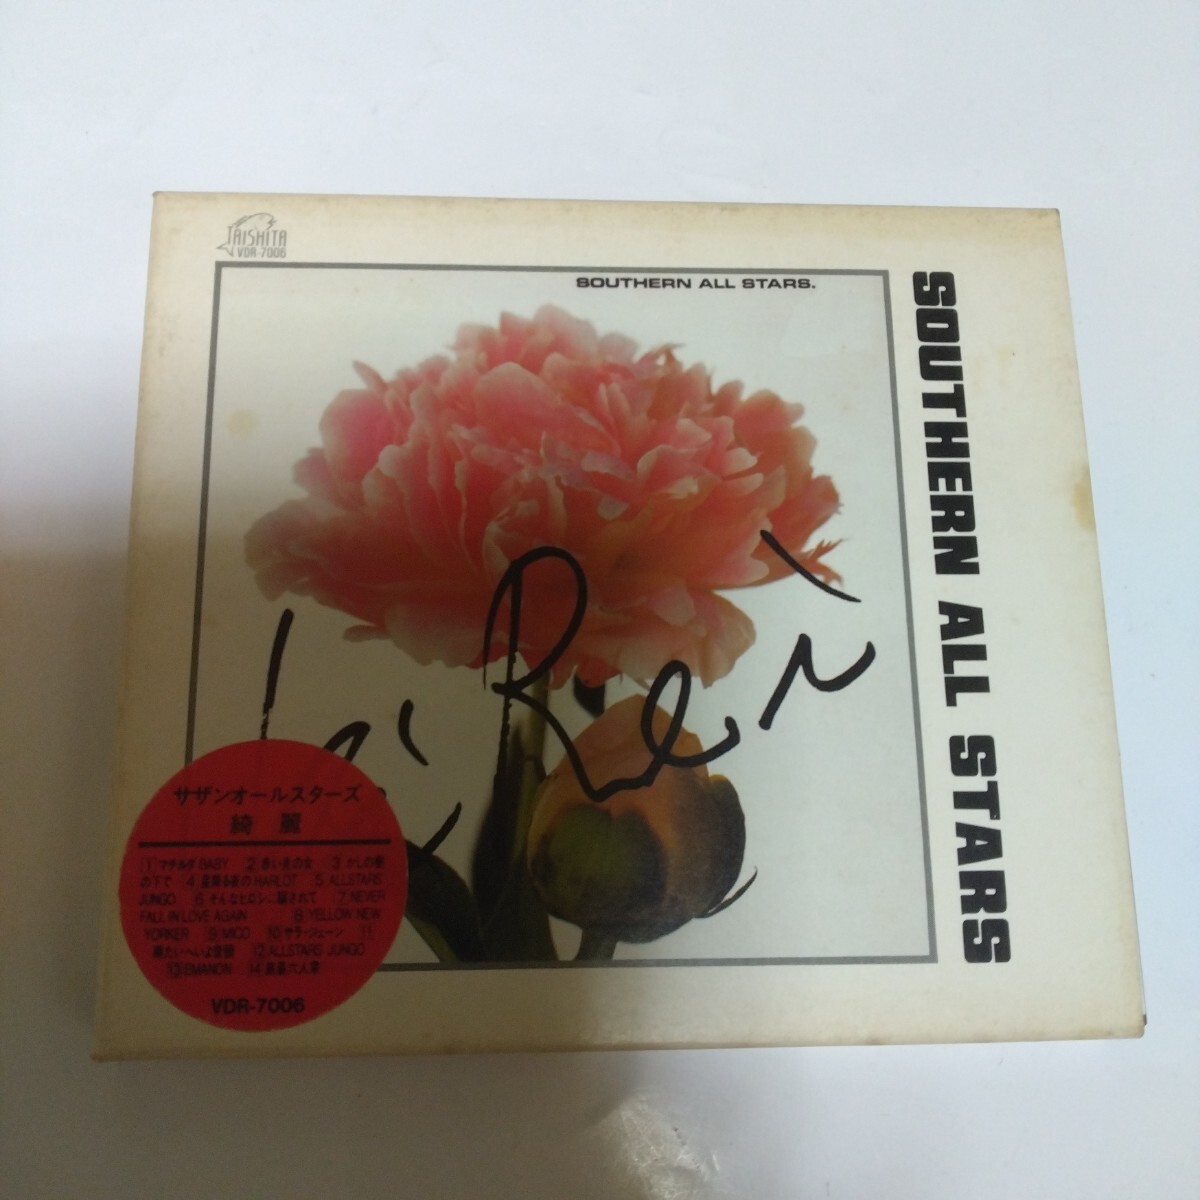 TAISHITA
VDR-7006
SOUTHERN ALL STARS.
SOUTHERN ALL STARS
KiRei
サザンオールスターズ
綺麗
1 マチルダBABY 2 赤い炎の女 3 かしの樹
の下で 4 星降る夜のHARLOT 5 ALLSTARS'
JUNGO 6 そんなヒロシに騙されて 7 NEVER
FALL IN LOVE AGAIN 8 YELLOW NEW
YORKER 9 MICO 10 サラ・ジェーン 11
南たいへいよ音頭 12 ALLSTARS' JUNGO
13 EMANON 14 旅姿六人衆
VDR-7006